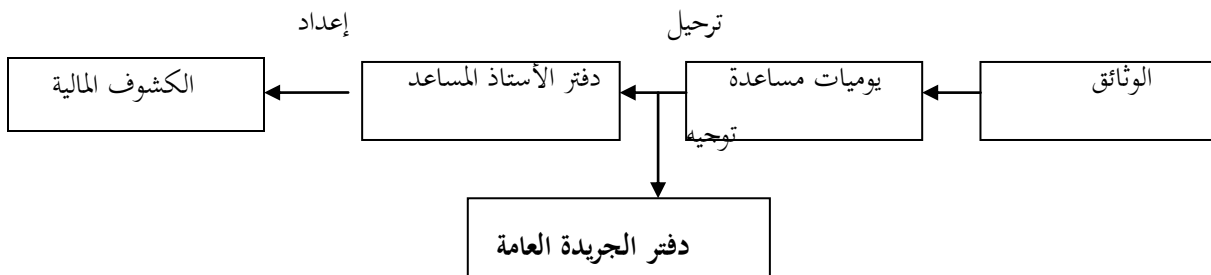 ترحيل
إعداد
الوثائق
يوميات مساعدة
دفتر الأستاذ المساعد
الكشوف المالية
توجيه
دفتر الجريدة العامة